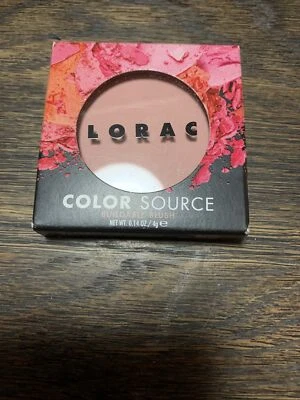 LORAC
COLOR SOURCE
BUILDABLE BLUSH
NET WT. 0.14 OZ / 4g ℮